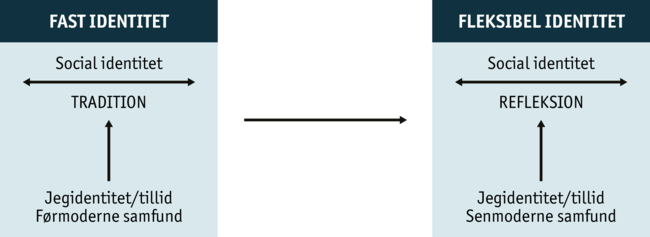 FAST IDENTITET
Social identitet
TRADITION
Jegidentitet/tillid
Førmoderne samfund
FLEKSIBEL IDENTITET
Social identitet
REFLEKSION
Jegidentitet/tillid
Senmoderne samfund